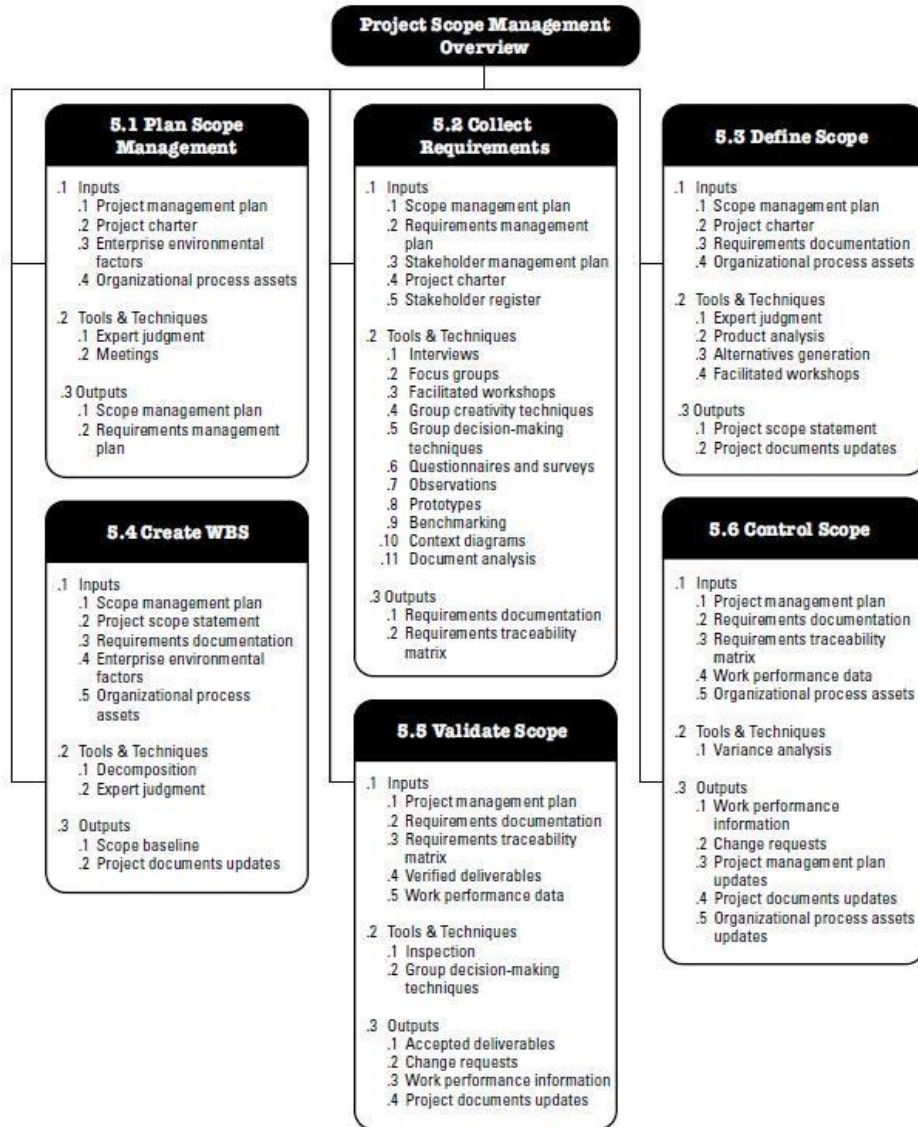 Project Scope Management
Overview
5.1 Plan Scope
Management
.1 Inputs
.1 Project management plan
.2 Project charter
.3 Enterprise environmental
factors
.4 Organizational process assets
.2 Tools & Techniques
.1 Expert judgment
.2 Meetings
.3 Outputs
.1 Scope management plan
.2 Requirements management
plan
5.2 Collect
Requirements
.1 Inputs
.1 Scope management plan
.2 Requirements management
plan
.3 Stakeholder management plan
.4 Project charter
.5 Stakeholder register
.2 Tools & Techniques
.1 Interviews
.2 Focus groups
.3 Facilitated workshops
.4 Group creativity techniques
.5 Group decision-making
techniques
.6 Questionnaires and surveys
.7 Observations
.8 Prototypes
.9 Benchmarking
.10 Context diagrams
.11 Document analysis
.3 Outputs
.1 Requirements documentation
.2 Requirements traceability
matrix
5.3 Define Scope
.1 Inputs
.1 Scope management plan
.2 Project charter
.3 Requirements documentation
.4 Organizational process assets
.2 Tools & Techniques
.1 Expert judgment
.2 Product analysis
.3 Alternatives generation
.4 Facilitated workshops
.3 Outputs
.1 Project scope statement
.2 Project documents updates
5.4 Create WBS
.1 Inputs
.1 Scope management plan
.2 Project scope statement
.3 Requirements documentation
.4 Enterprise environmental
factors
.5 Organizational process
assets
.2 Tools & Techniques
.1 Decomposition
.2 Expert judgment
.3 Outputs
.1 Scope baseline
.2 Project documents updates
5.5 Validate Scope
.1 Inputs
.1 Project management plan
.2 Requirements documentation
.3 Requirements traceability
matrix
.4 Verified deliverables
.5 Work performance data
.2 Tools & Techniques
.1 Inspection
.2 Group decision-making
techniques
.3 Outputs
.1 Accepted deliverables
.2 Change requests
.3 Work performance information
.4 Project documents updates
5.6 Control Scope
.1 Inputs
.1 Project management plan
.2 Requirements documentation
.3 Requirements traceability
matrix
.4 Work performance data
.5 Organizational process assets
.2 Tools & Techniques
.1 Variance analysis
.3 Outputs
.1 Work performance
information
.2 Change requests
.3 Project management plan
updates
.4 Project documents updates
.5 Organizational process assets
updates